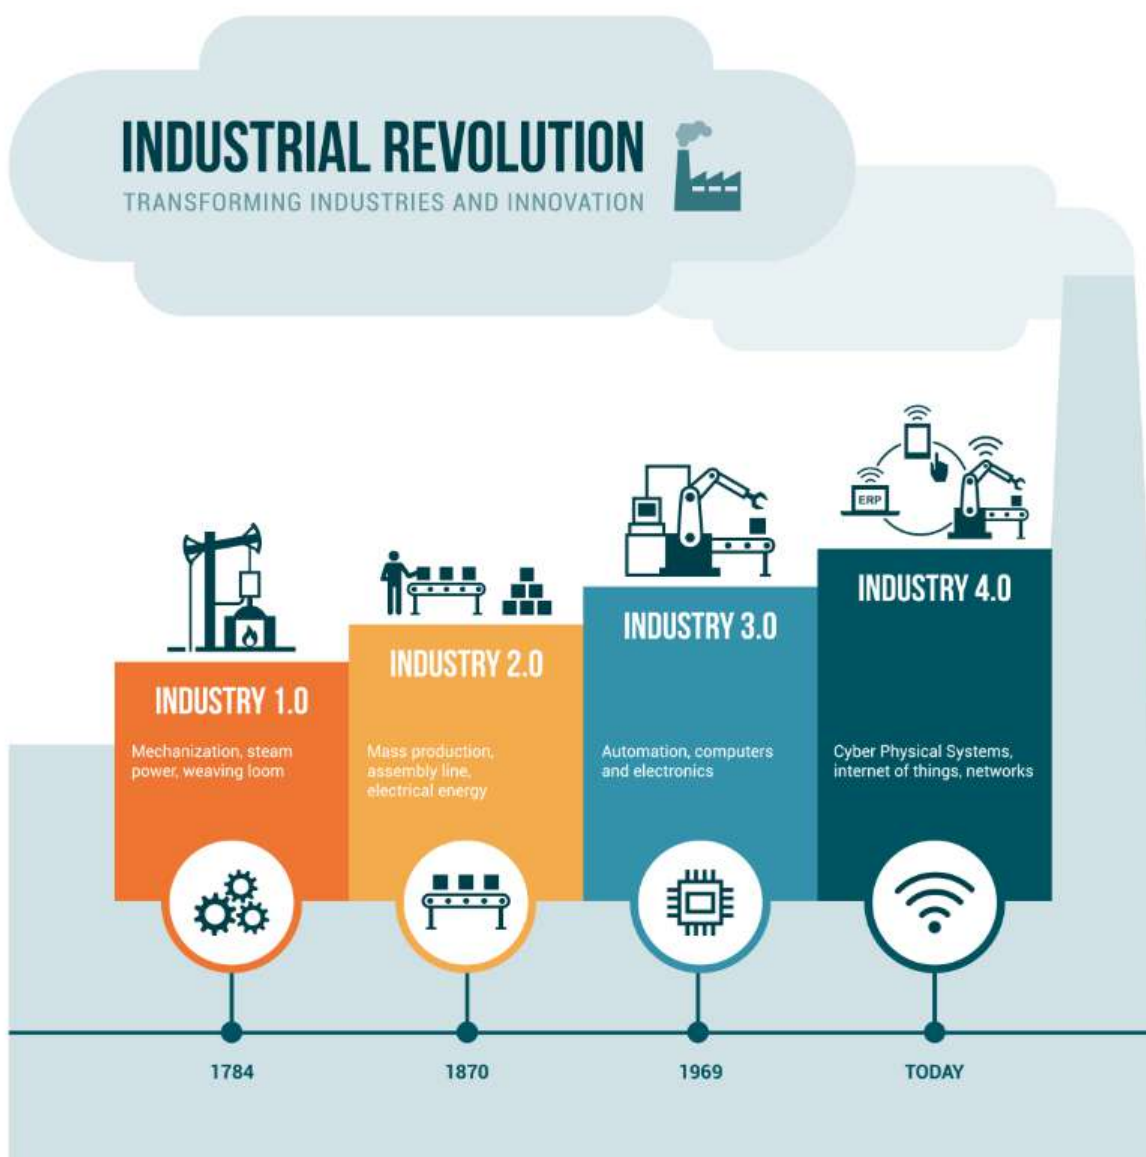 INDUSTRIAL REVOLUTION
TRANSFORMING INDUSTRIES AND INNOVATION
ERP
INDUSTRY 1.0
Mechanization, steam
power, weaving loom
INDUSTRY 2.0
Mass production,
assembly line,
electrical energy
INDUSTRY 3.0
Automation, computers
and electronics
INDUSTRY 4.0
Cyber Physical Systems,
internet of things, networks
1784
1870
1969
TODAY